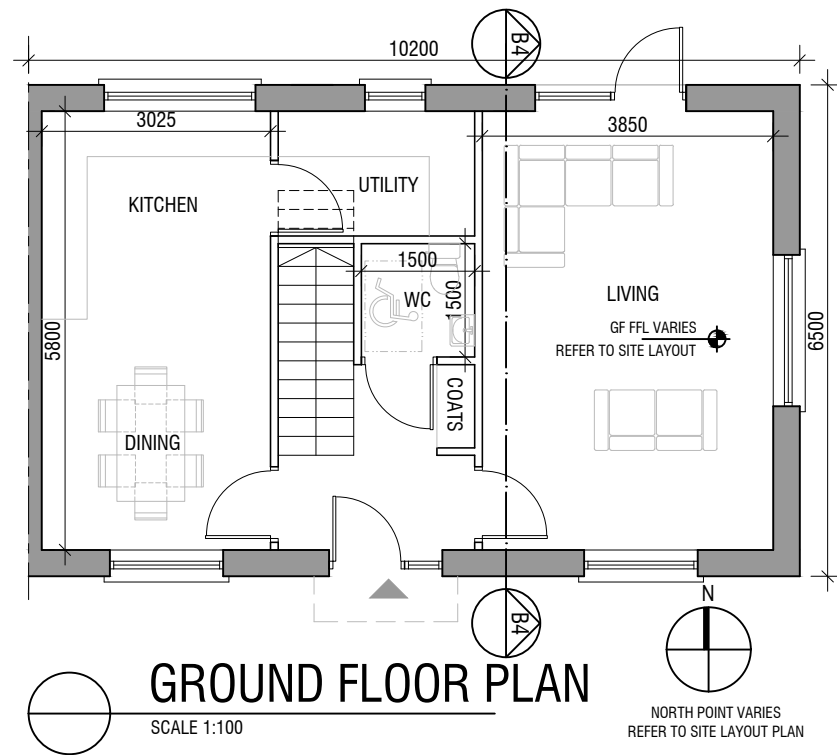 10200
B4
3025
3850
UTILITY
KITCHEN
1500
WC
1500
LIVING
GF FFL VARIES
REFER TO SITE LAYOUT
5800
6500
COATS
DINING
B4
N
GROUND FLOOR PLAN
SCALE 1:100
NORTH POINT VARIES
REFER TO SITE LAYOUT PLAN